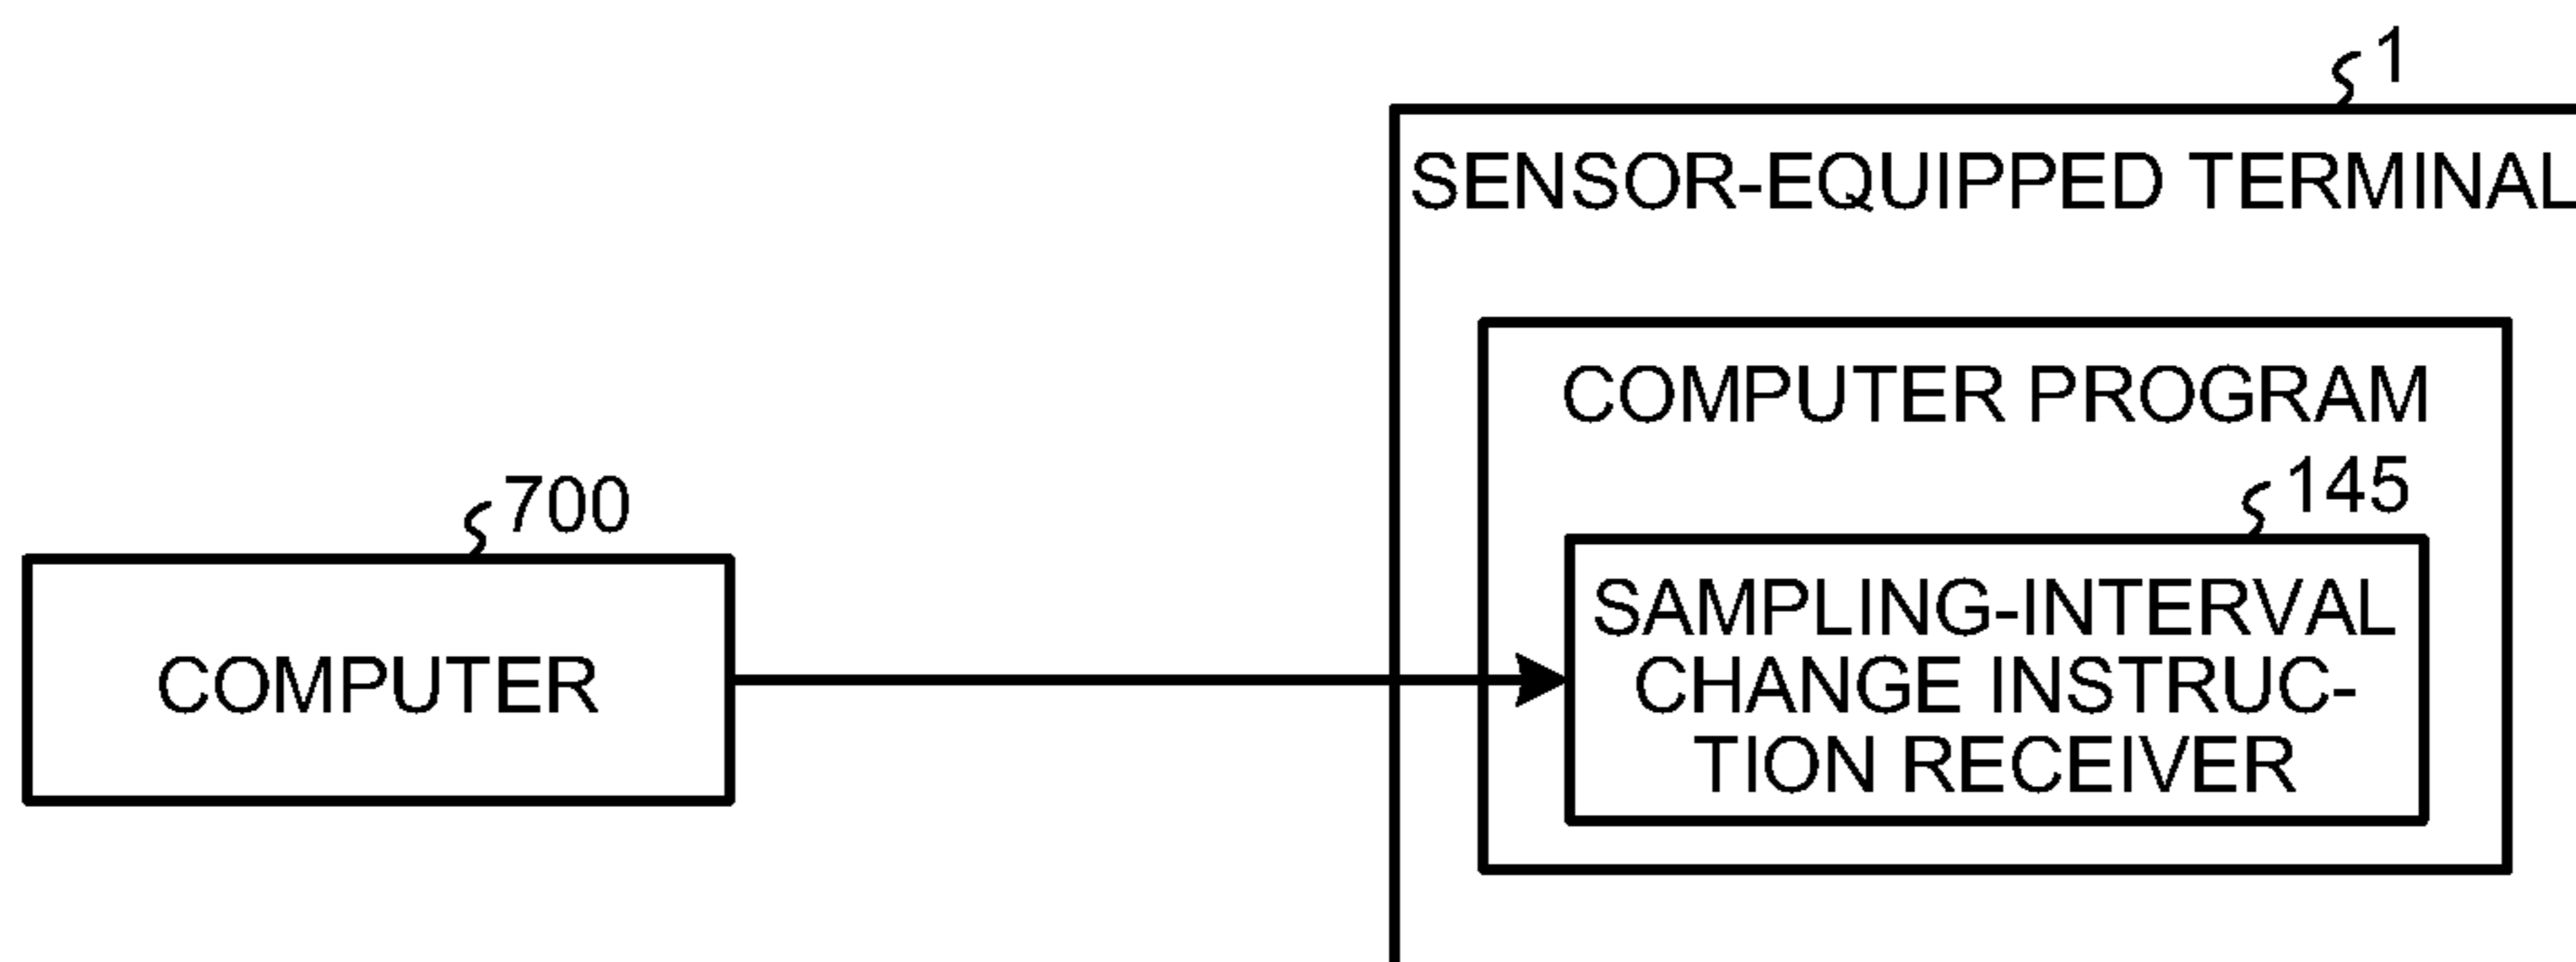 1
SENSOR-EQUIPPED TERMINAL
COMPUTER PROGRAM
145
SAMPLING-INTERVAL
CHANGE INSTRUC-
TION RECEIVER
700
COMPUTER